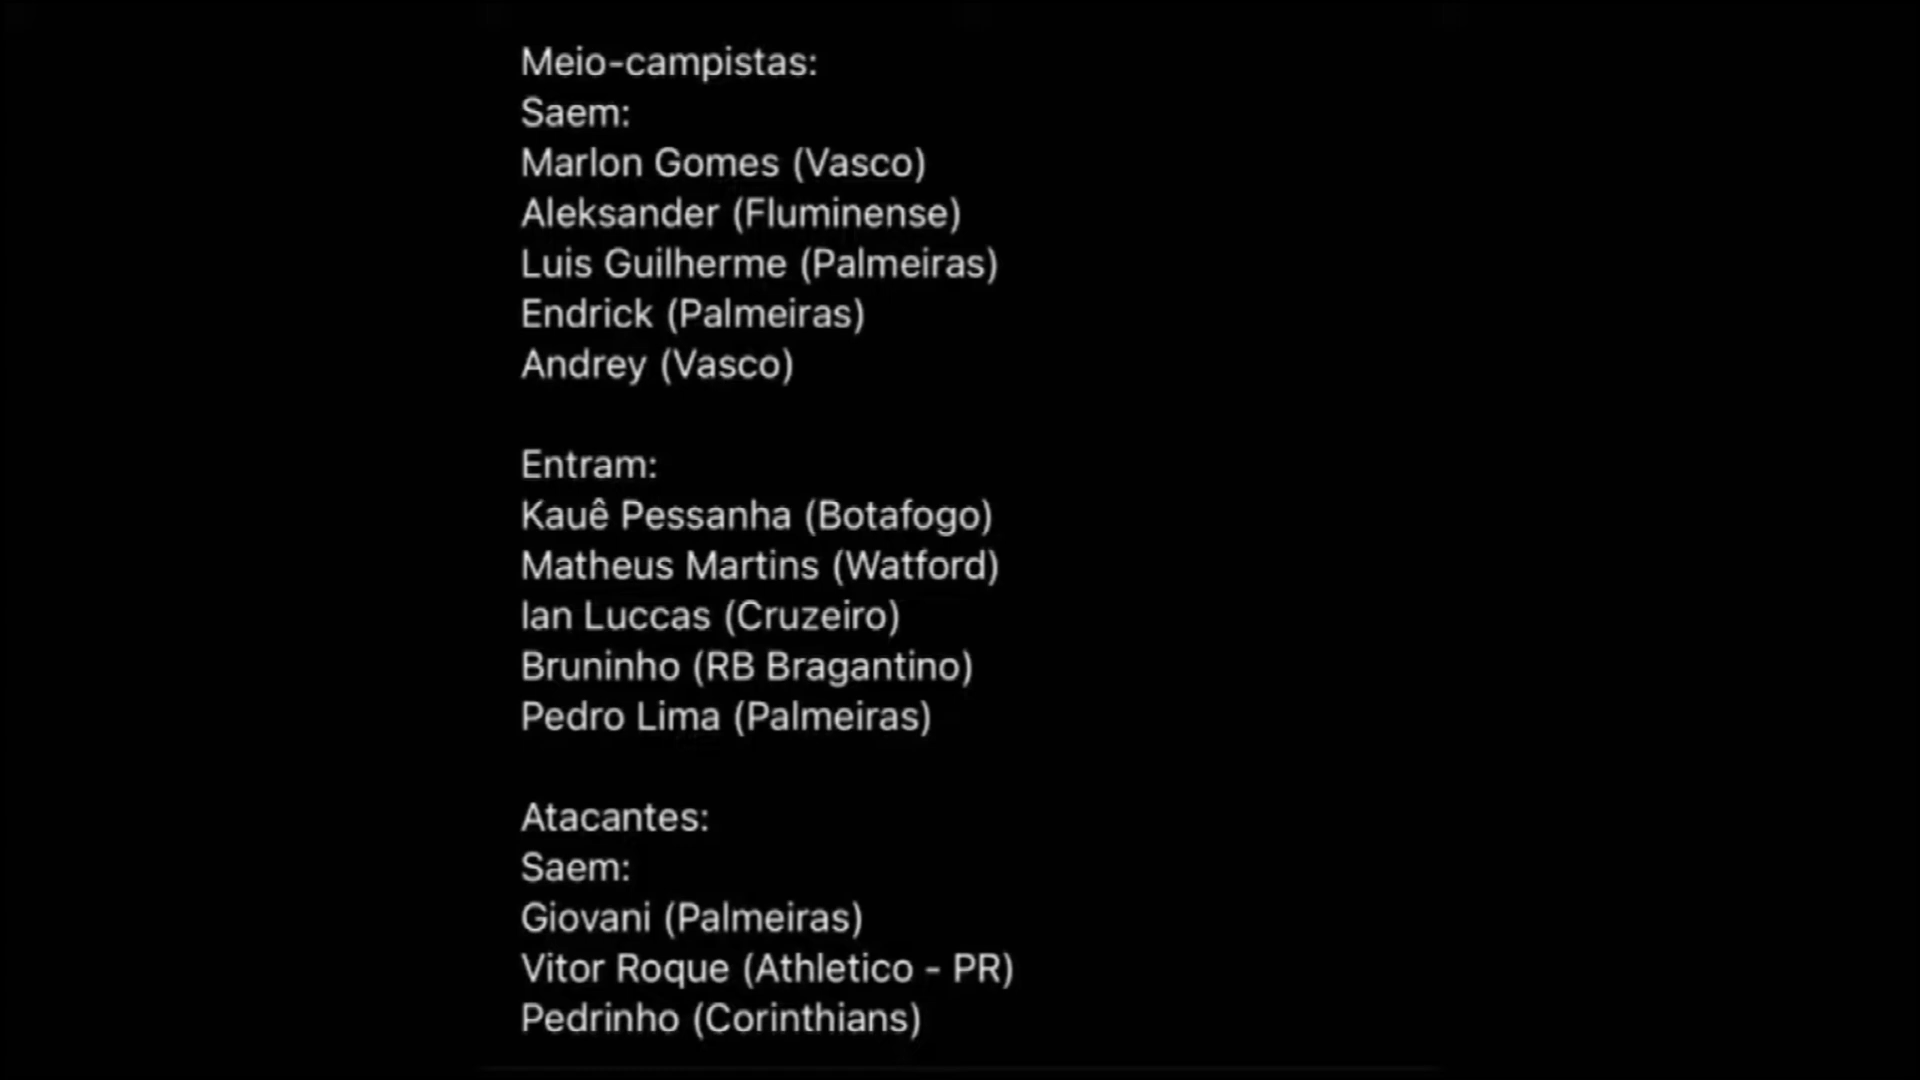 Meio-campistas:
Saem:
Marlon Gomes (Vasco)
Aleksander (Fluminense)
Luis Guilherme (Palmeiras)
Endrick (Palmeiras)
Andrey (Vasco)
Entram:
Kauê Pessanha (Botafogo)
Matheus Martins (Watford)
Ian Luccas (Cruzeiro)
Bruninho (RB Bragantino)
Pedro Lima (Palmeiras)
Atacantes:
Saem:
Giovani (Palmeiras)
Vitor Roque (Athletico - PR)
Pedrinho (Corinthians)